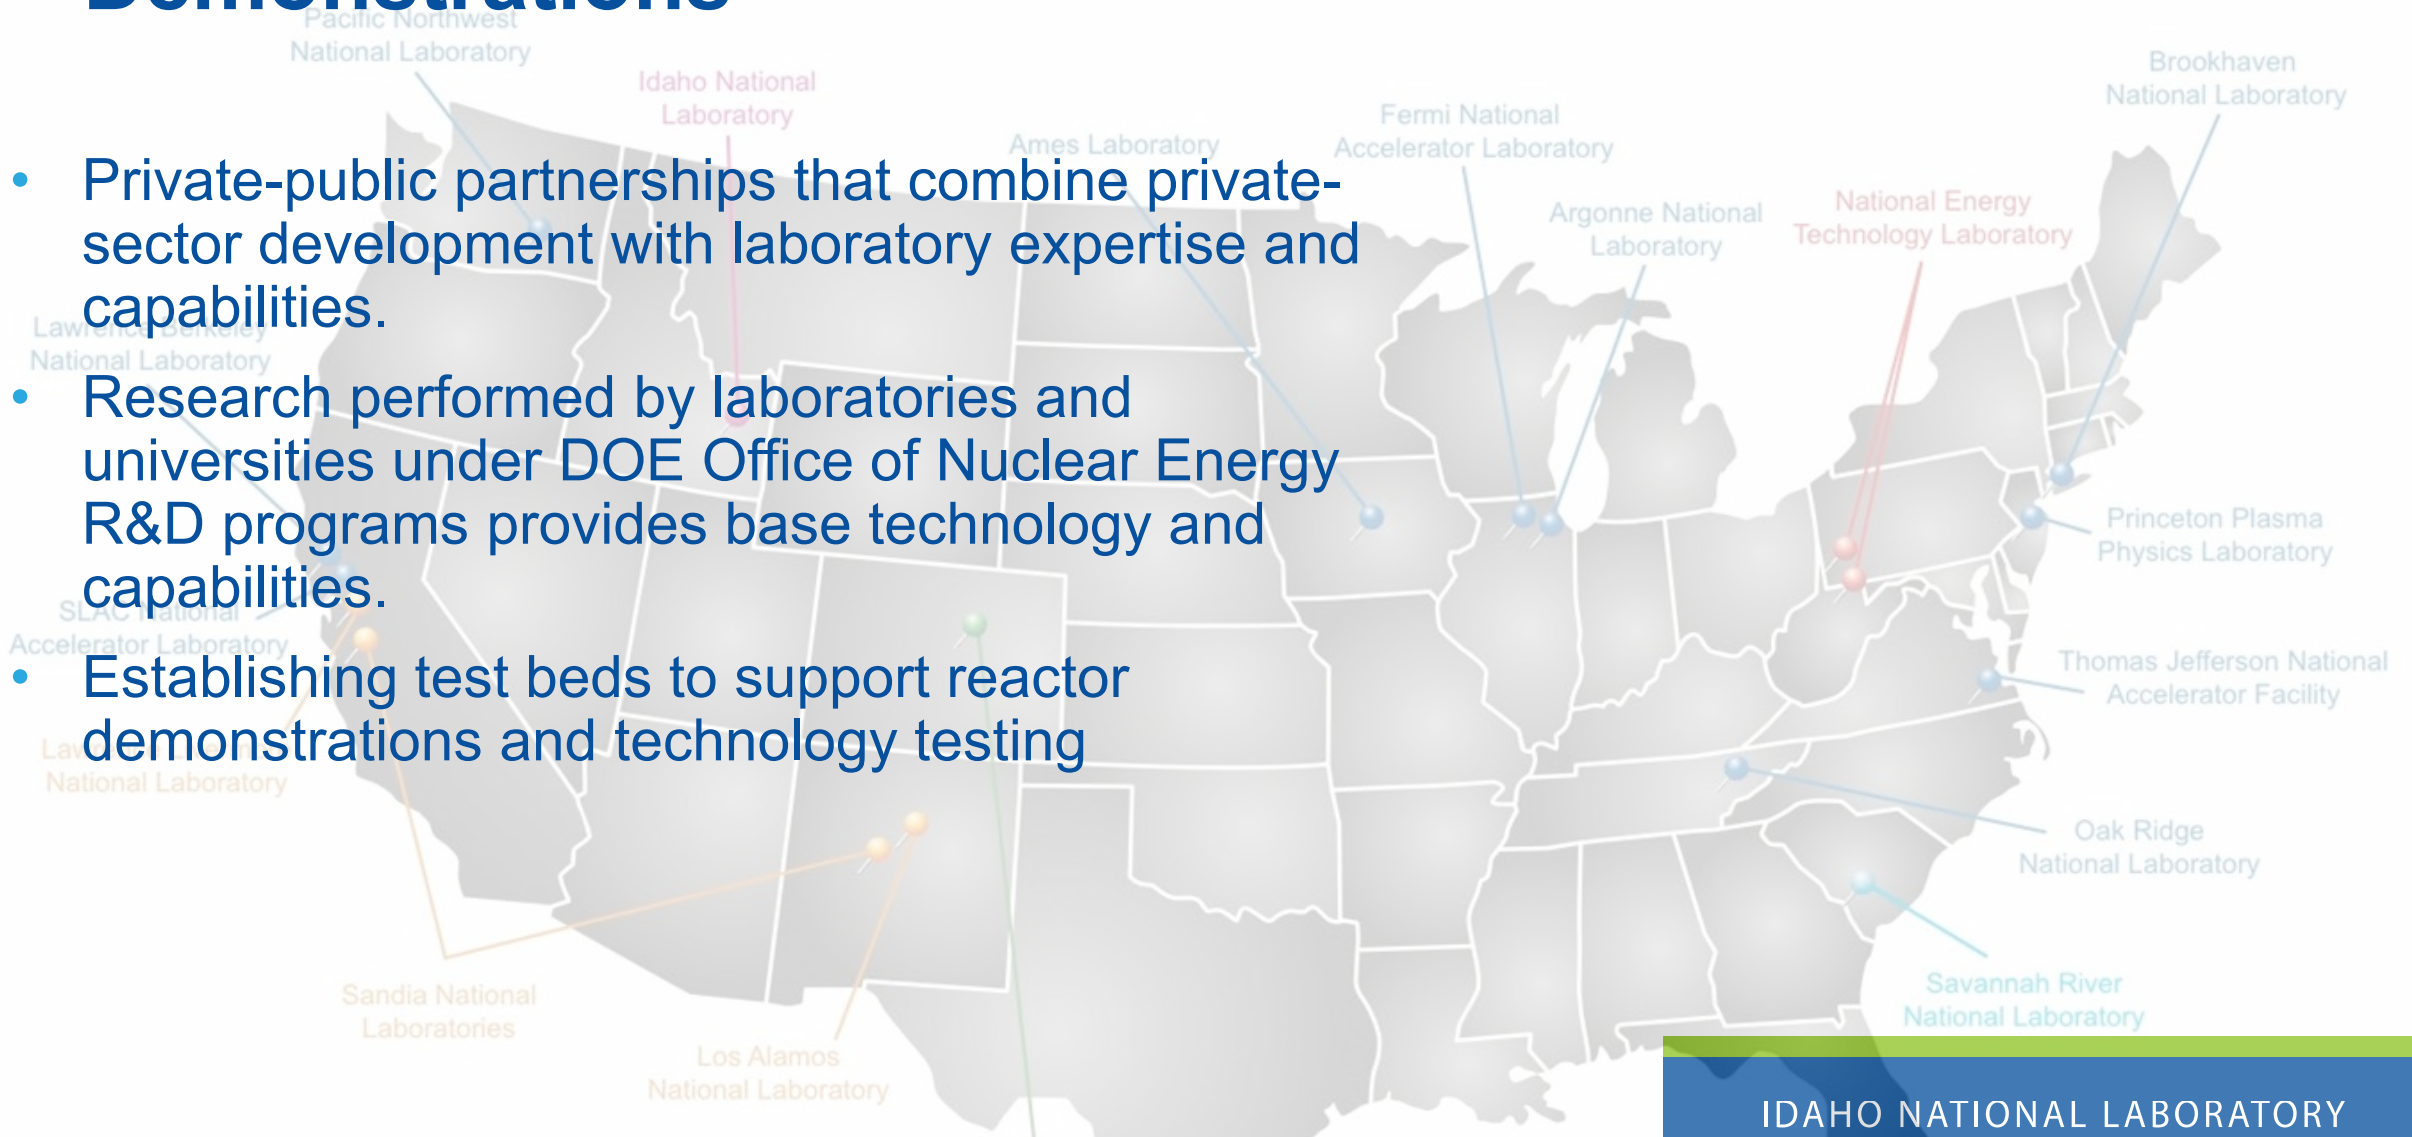 Demonstrations
Pacific Northwest
National Laboratory
Idaho National
Laboratory
Ames Laboratory
Fermi National
Accelerator Laboratory
Brookhaven
National Laboratory
Argonne National
Laboratory
National Energy
Technology Laboratory
• Private-public partnerships that combine private-
sector development with laboratory expertise and
capabilities.
Lawrence Berkeley
National Laboratory
• Research performed by laboratories and
universities under DOE Office of Nuclear Energy
R&D programs provides base technology and
capabilities.
SLAC National
Accelerator Laboratory
• Establishing test beds to support reactor
demonstrations and technology testing
National Laboratory
Princeton Plasma
Physics Laboratory
Thomas Jefferson National
Accelerator Facility
Oak Ridge
National Laboratory
Savannah River
National Laboratory
Sandia National
Laboratories
Los Alamos
National Laboratory
IDAHO NATIONAL LABORATORY